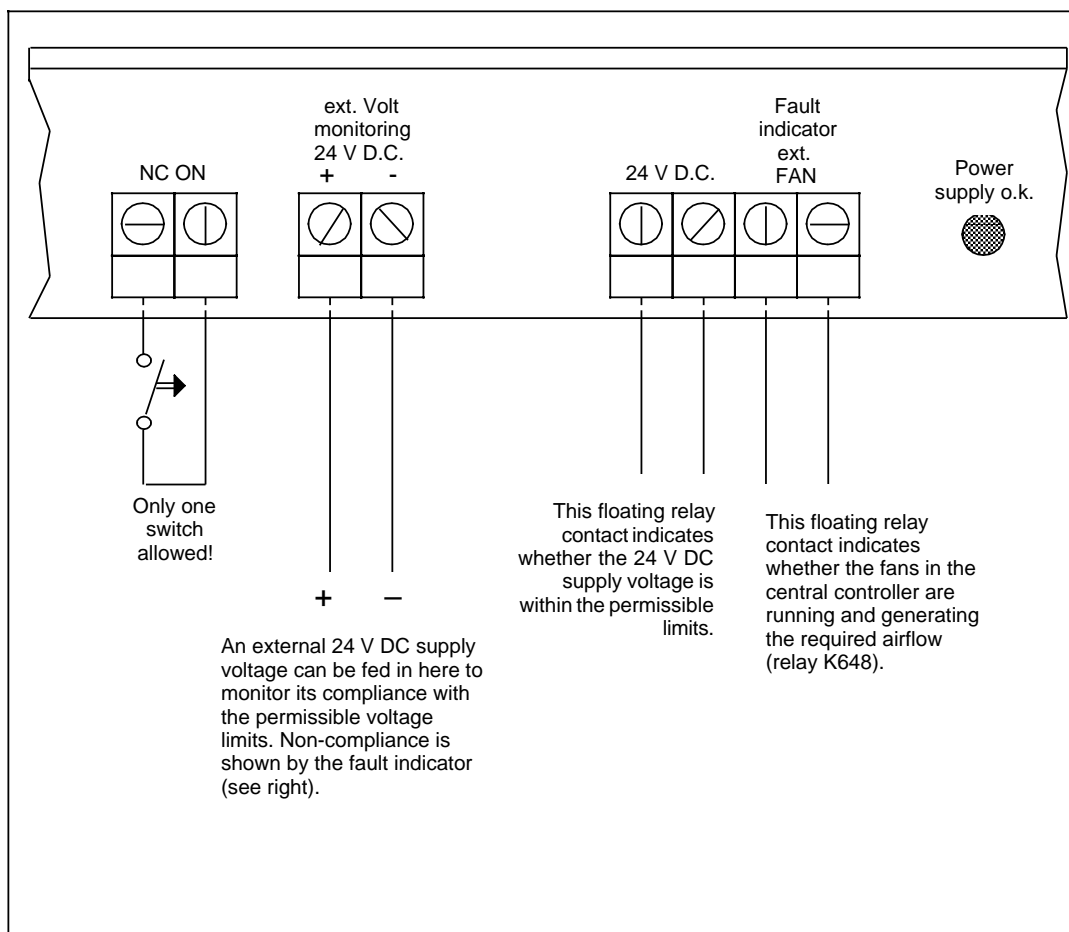 ext. Volt
monitoring
24 V D.C.
+ -
NC ON
Fault
indicator
ext.
FAN
24 V D.C.
Power
supply o.k.
Only one
switch
allowed!
+ –
An external 24 V DC supply
voltage can be fed in here to
monitor its compliance with
the permissible voltage
limits. Non-compliance is
shown by the fault indicator
(see right).
This floating relay
contact indicates
whether the 24 V DC
supply voltage is
within the permissible
limits.
This floating relay
contact indicates
whether the fans in the
central controller are
running and generating
the required airflow
(relay K648).